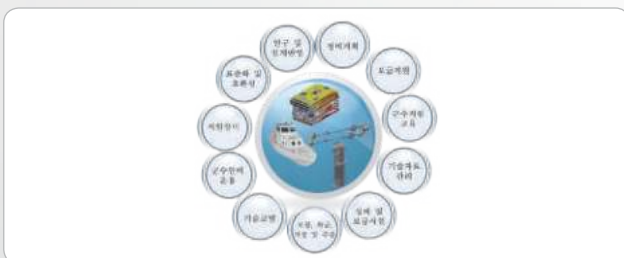 연구 및
설계반영
정비계획
보급지원
군수지원
교육
기술자료
관리
정비 및
보급시설
포장, 취급,
저장 및 수송
기술교범
군수인력
운용
지원장비
표준화 및
호환성